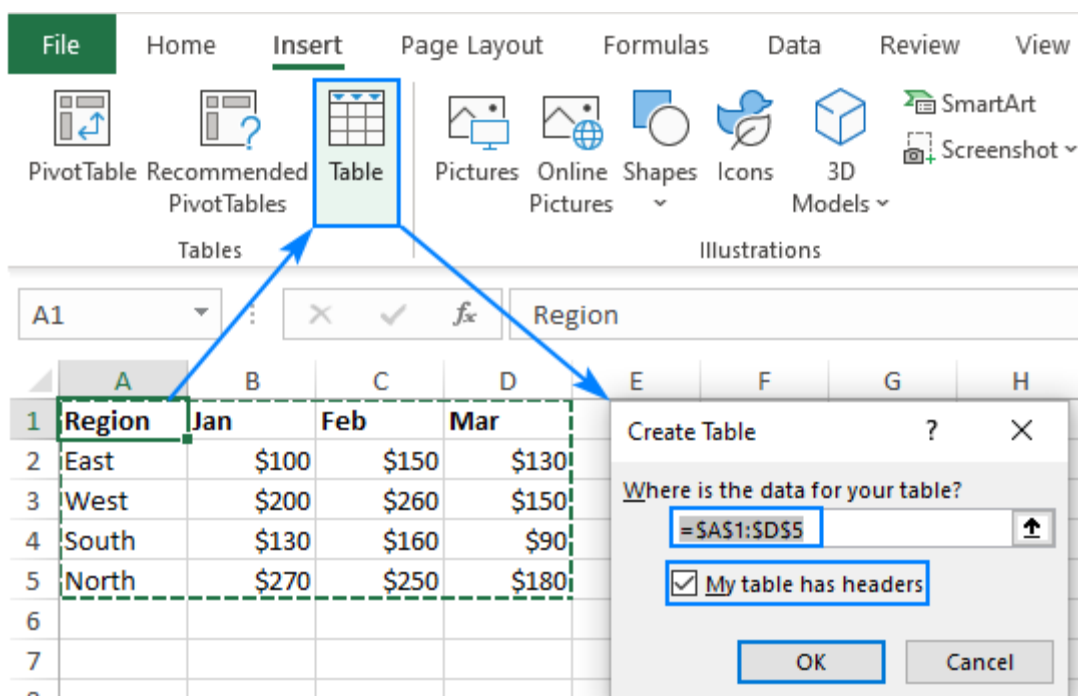 File Home Insert Page Layout Formulas Data Review View
PivotTable Recommended PivotTables Table Pictures Online Pictures Shapes Icons 3D Models SmartArt
Screenshot
Tables Illustrations
A1 fx Region
A B C D E F G H
1 Region Jan Feb Mar
2 East $100 $150 $130
3 West $200 $260 $150
4 South $130 $160 $90
5 North $270 $250 $180
6
7
Create Table ? X
Where is the data for your table?
=$A$1:$D$5
My table has headers
OK Cancel